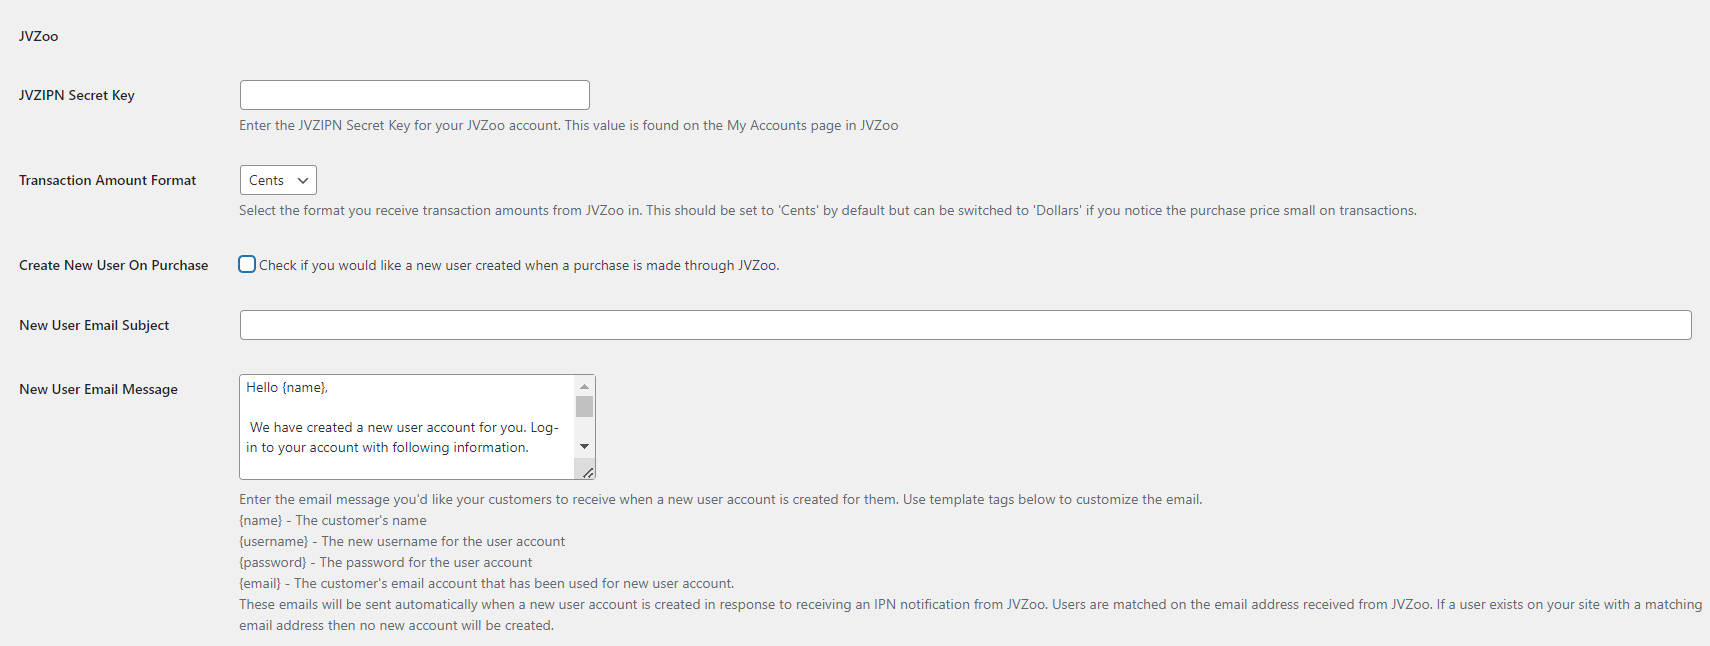 JVZoo
JVZIPN Secret Key
Enter the JVZIPN Secret Key for your JVZoo account. This value is found on the My Accounts page in JVZoo
Transaction Amount Format
Cents
Select the format you receive transaction amounts from JVZoo in. This should be set to 'Cents' by default but can be switched to 'Dollars' if you notice the purchase price small on transactions.
Create New User On Purchase
Check if you would like a new user created when a purchase is made through JVZoo.
New User Email Subject
New User Email Message
Hello {name},
We have created a new user account for you. Log-
in to your account with following information.
Enter the email message you'd like your customers to receive when a new user account is created for them. Use template tags below to customize the email.
{name} - The customer's name
{username} - The new username for the user account
{password} - The password for the user account
{email} - The customer's email account that has been used for new user account.
These emails will be sent automatically when a new user account is created in response to receiving an IPN notification from JVZoo. Users are matched on the email address received from JVZoo. If a user exists on your site with a matching
email address then no new account will be created.